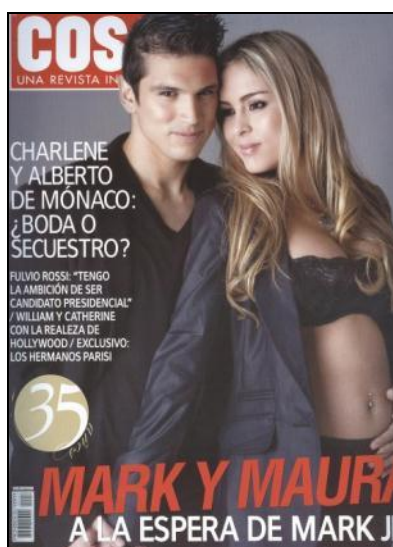 COS
UNA REVISTA IN
CHARLENE
Y ALBERTO
DE MÓNACO:
¿BODA O
SECUESTRO?
FULVIO ROSSI: "TENGO
LA AMBICIÓN DE SER
CANDIDATO PRESIDENCIAL"
/ WILLIAM Y CATHERINE
CON LA REALEZA DE
HOLLYWOOD / EXCLUSIVO:
LOS HERMANOS PARISI
35
MARK Y MAURA
A LA ESPERA DE MARK J